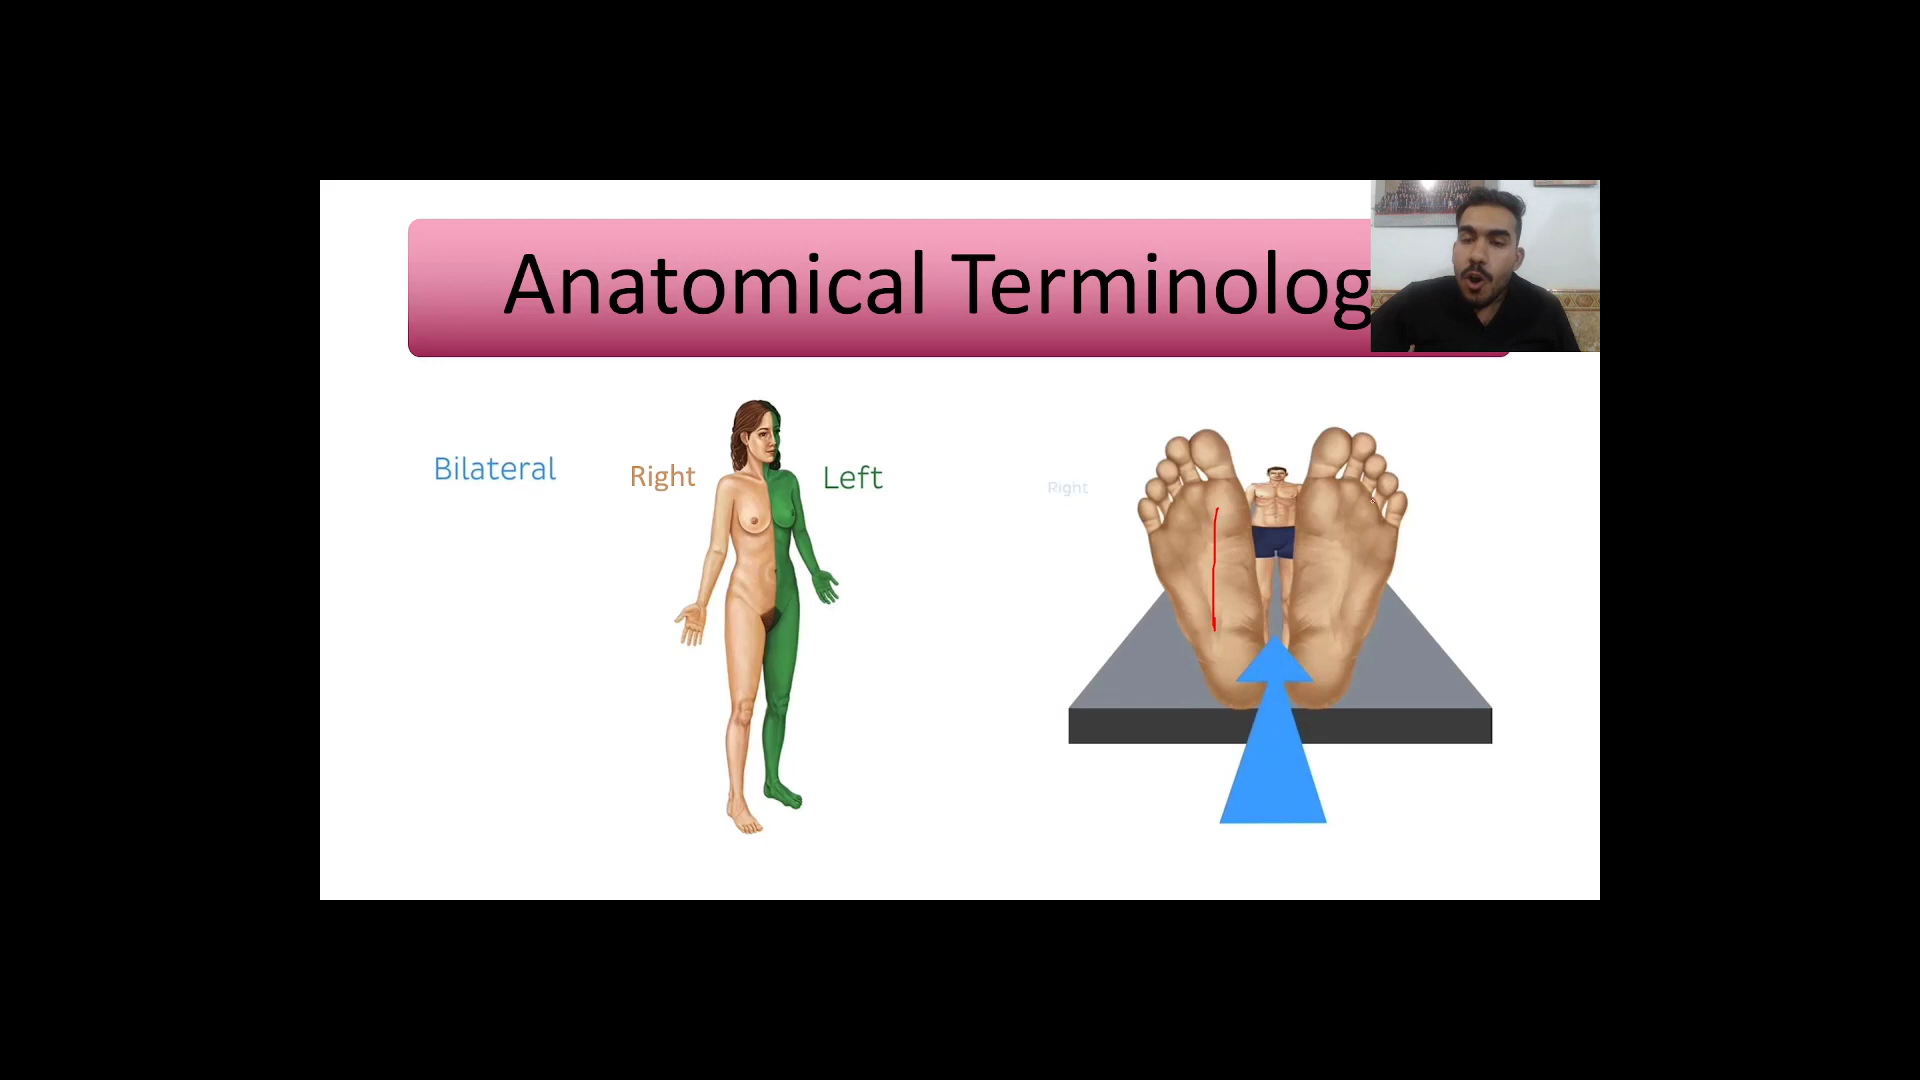 Anatomical Terminolog
Bilateral
Right
Left
Right